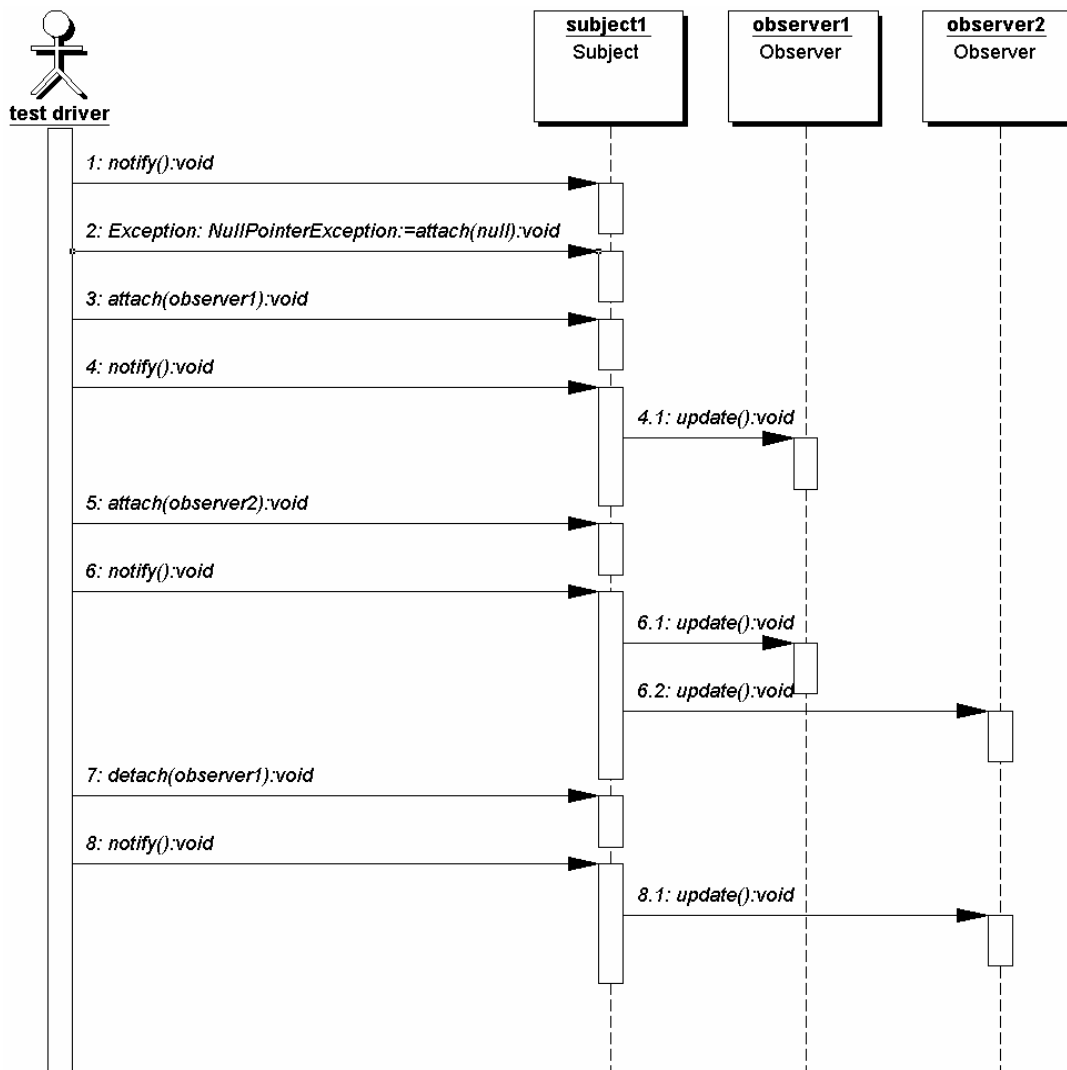 subject1
Subject
observer1
Observer
observer2
Observer
test driver
1: notify():void
2: Exception: NullPointerException:=attach(null):void
3: attach(observer1):void
4: notify():void
4.1: update():void
5: attach(observer2):void
6: notify():void
6.1: update():void
6.2: update():void
7: detach(observer1):void
8: notify():void
8.1: update():void